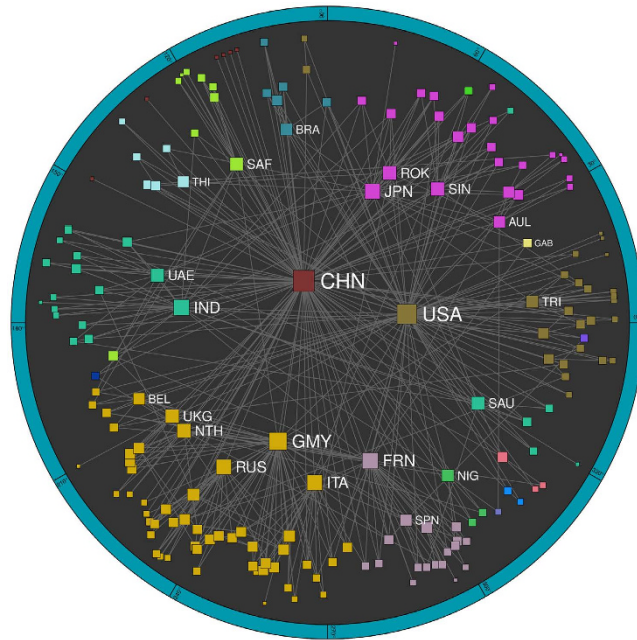 BRA
ROK
SAF
THI
JPN
SIN
AUL
GAB
UAE
CHN
IND
USA
TRI
BEL
SAU
UKG
NTH
GMY
FRN
RUS
ITA
NIG
SPN